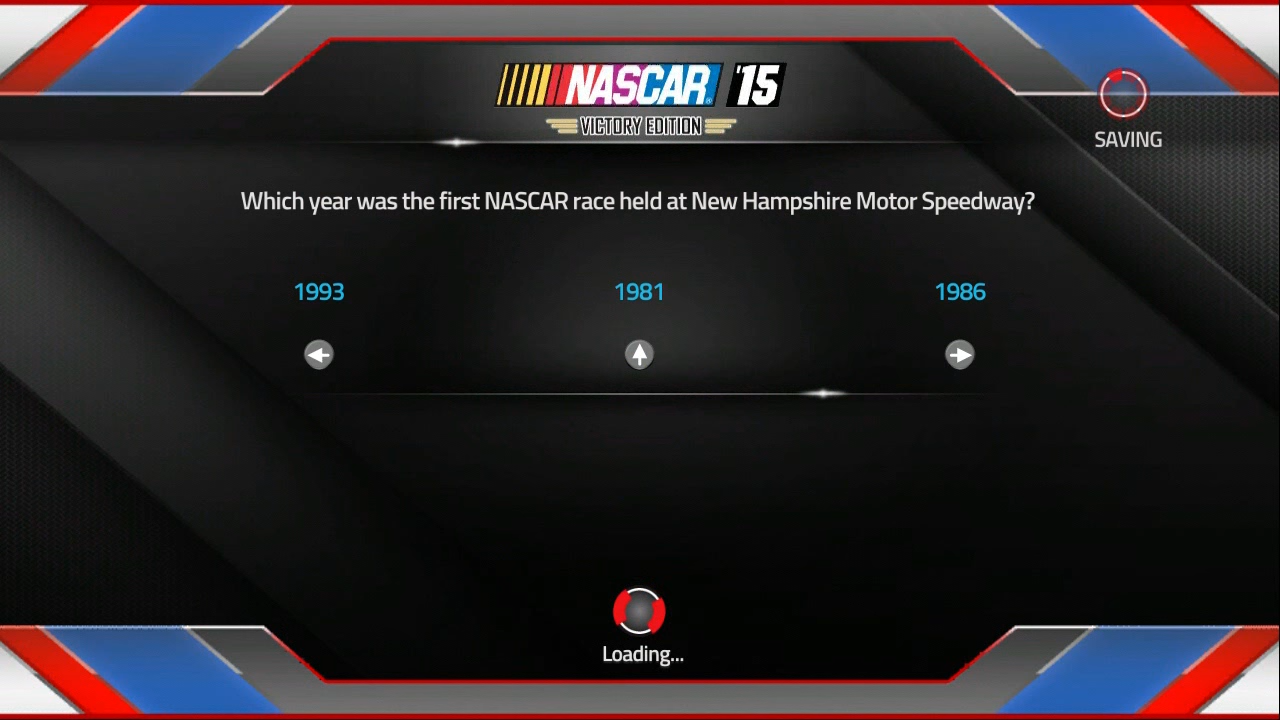 NASCAR '15
VICTORY EDITION
SAVING
Which year was the first NASCAR race held at New Hampshire Motor Speedway?
1993 1981 1986
Loading...